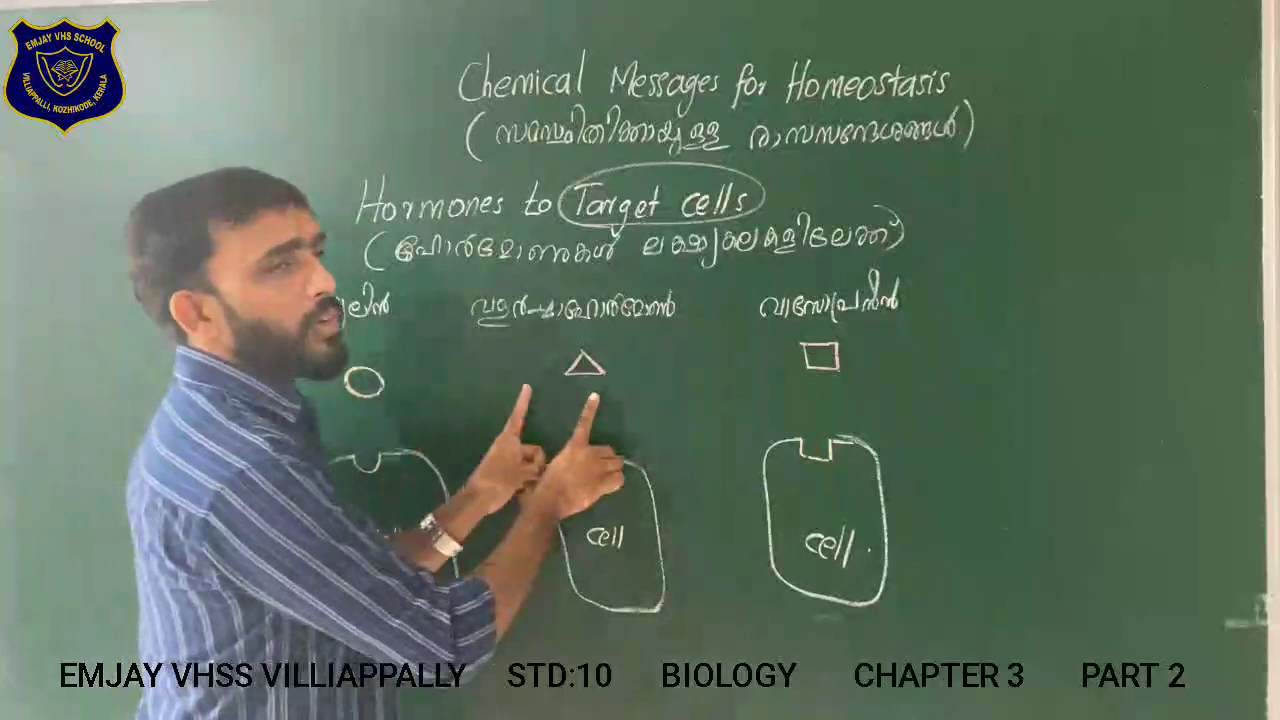 EMJAY VHS SCHOOL
VILLIAPPALLI, KOZHIKODE, KERALA
Chemical Messages for Homeostasis
(സമസ്ഥിതിക്കായുള്ള രാസസന്ദേശങ്ങൾ)
Hormones to Target cells
(ഹോർമോണുകൾ ലക്ഷ്യകലകളിലേക്ക്)
ലിൻ വളർച്ചാഹോർമോൺ വാസോപ്രസിൻ
cell cell
EMJAY VHSS VILLIAPPALLY STD:10 BIOLOGY CHAPTER 3 PART 2